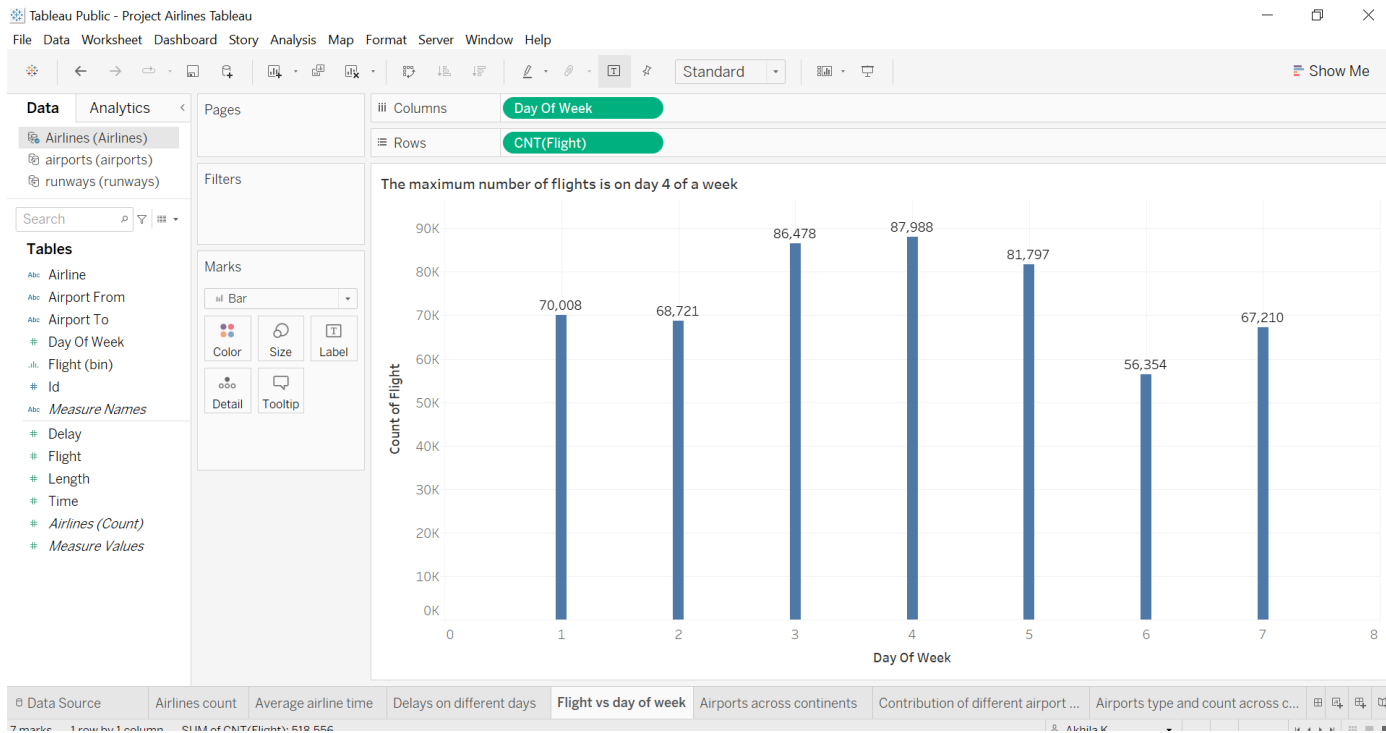 Tableau Public - Project Airlines Tableau
File Data Worksheet Dashboard Story Analysis Map Format Server Window Help
Standard
Show Me
Data Analytics
Airlines (Airlines)
airports (airports)
runways (runways)
Search
Tables
Abc Airline
Abc Airport From
Abc Airport To
# Day Of Week
Flight (bin)
# Id
Abc Measure Names
# Delay
# Flight
# Length
# Time
# Airlines (Count)
# Measure Values
Pages
Filters
Marks
Bar
Color Size Label
Detail Tooltip
Columns Day Of Week
Rows CNT(Flight)
The maximum number of flights is on day 4 of a week
Count of Flight
90K
80K
70K
60K
50K
40K
30K
20K
10K
0K
70,008
68,721
86,478
87,988
81,797
56,354
67,210
0 1 2 3 4 5 6 7 8
Day Of Week
Data Source Airlines count Average airline time Delays on different days Flight vs day of week Airports across continents Contribution of different airport ... Airports type and count across c...
7 marks 1 row by 1 column SUM of CNT(Flight): 518,556 Akhila K